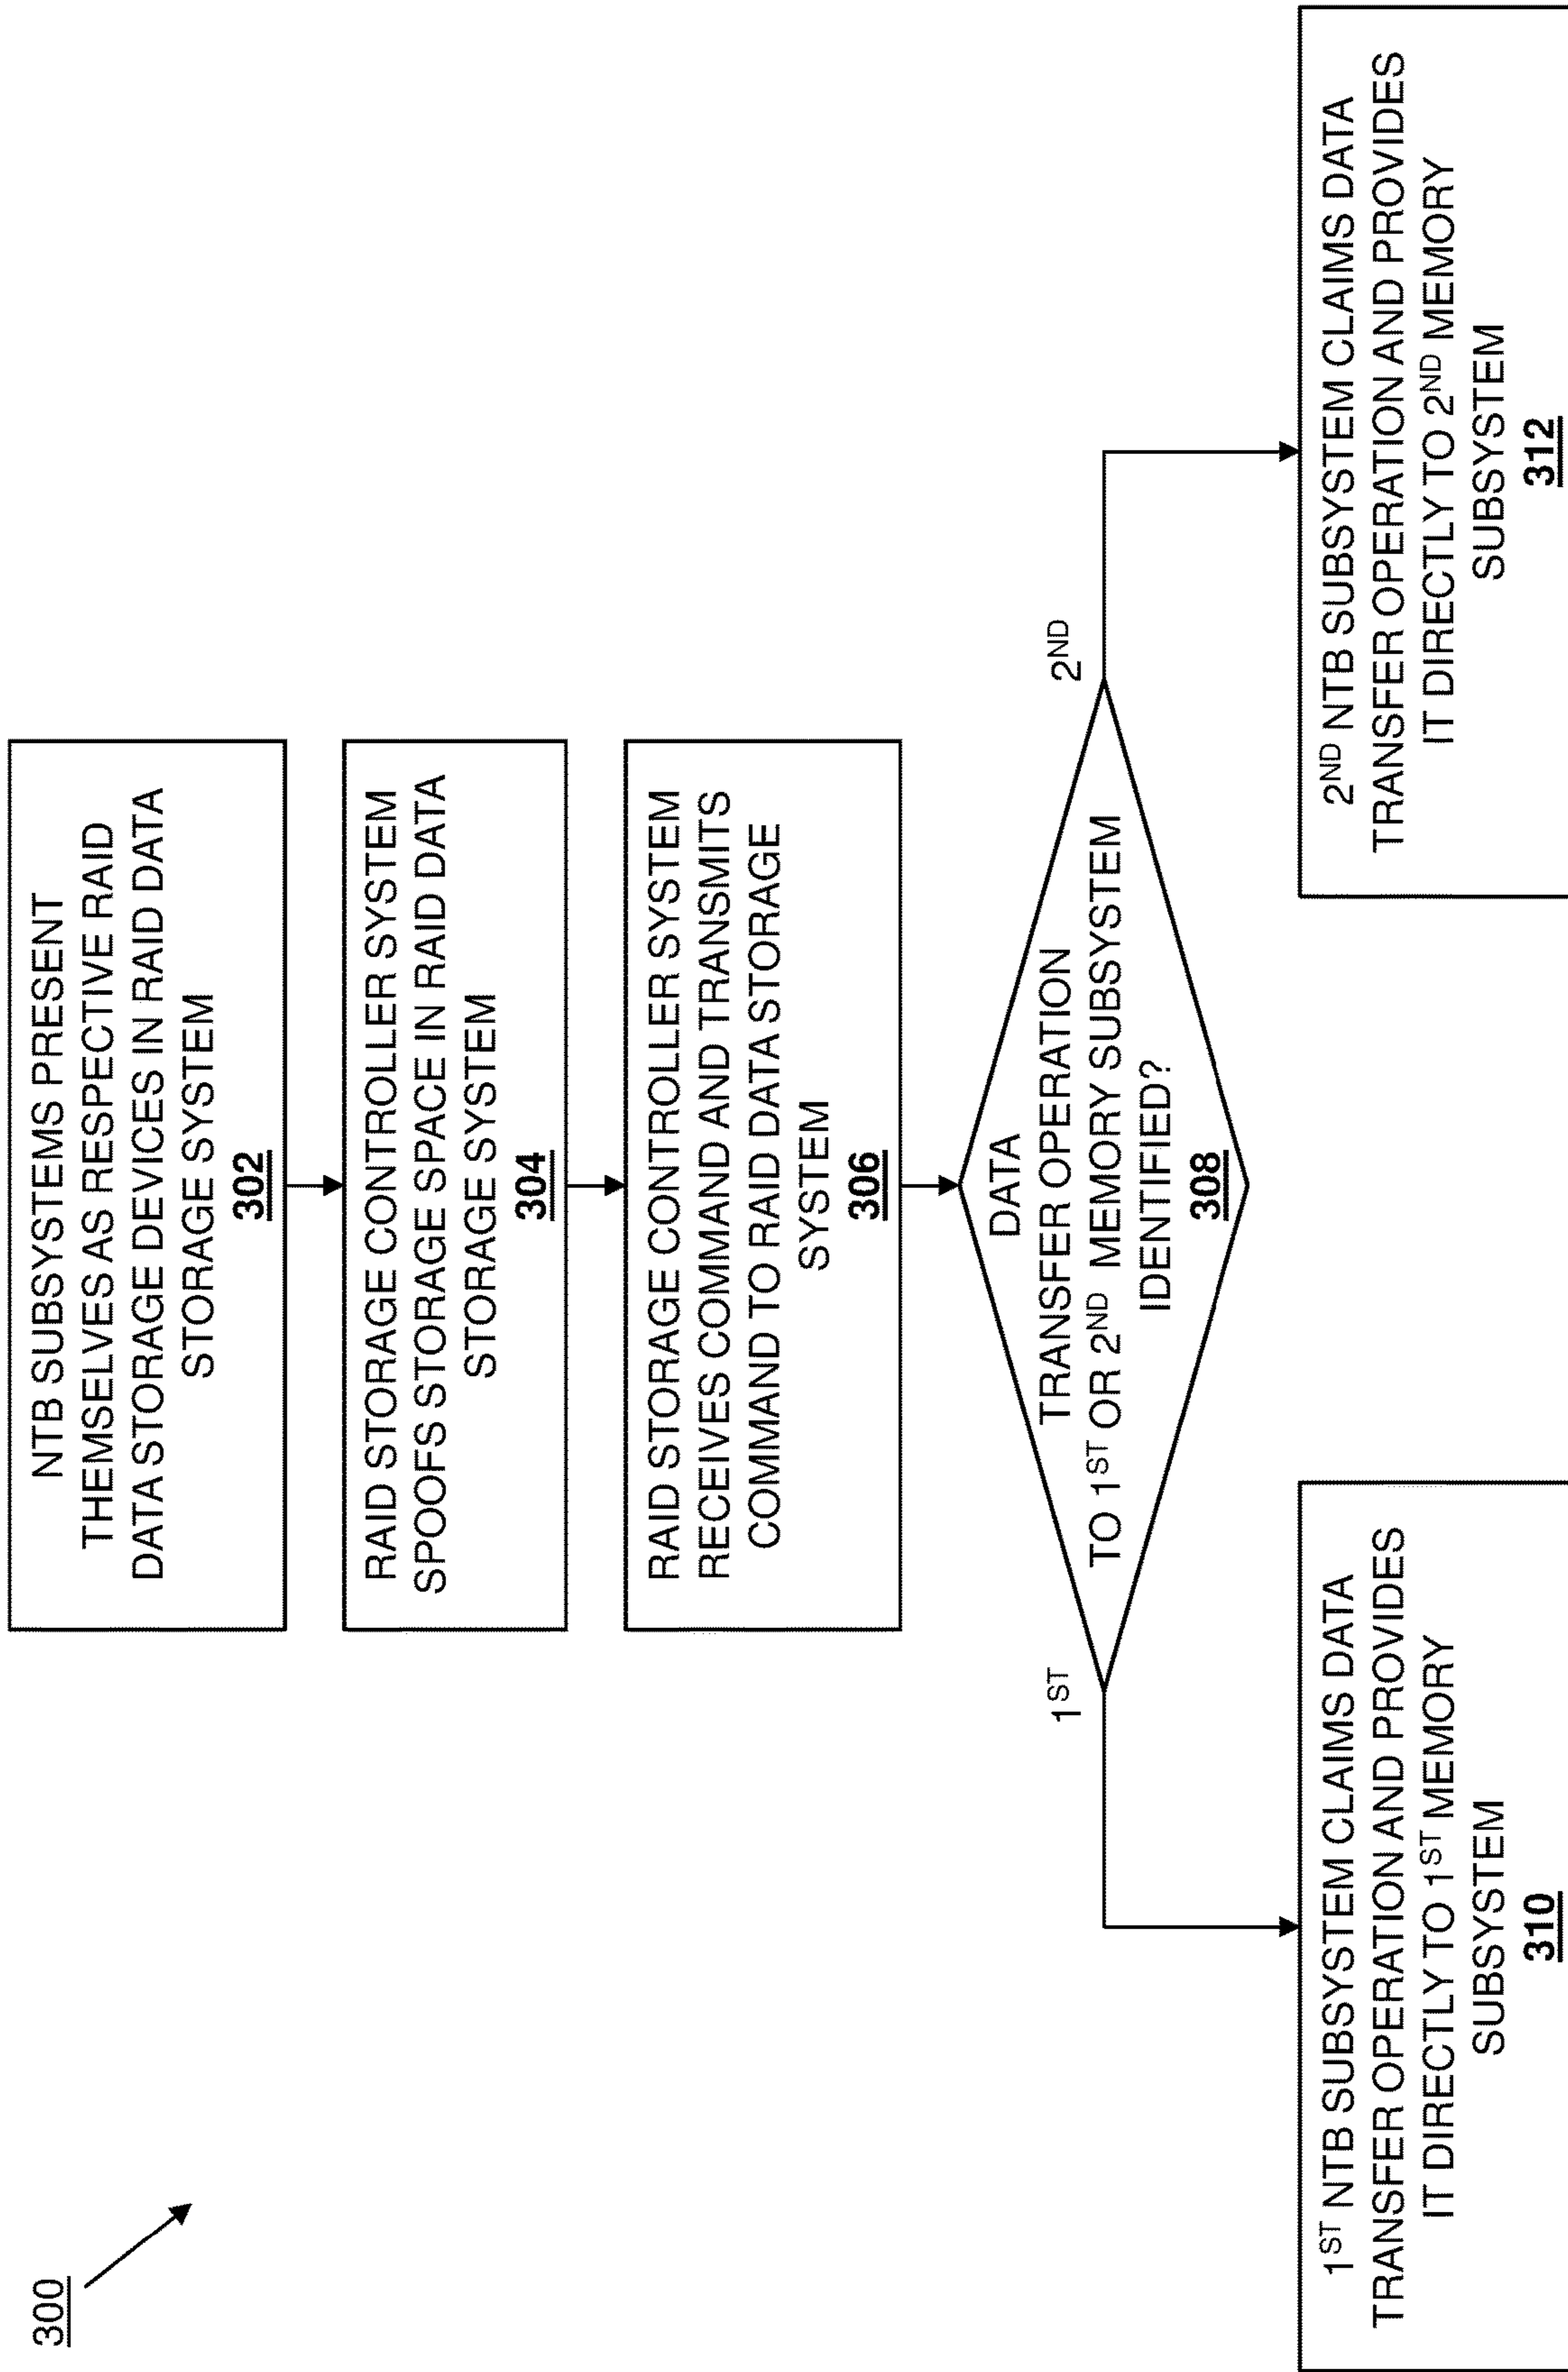 300
NTB SUBSYSTEMS PRESENT
THEMSELVES AS RESPECTIVE RAID
DATA STORAGE DEVICES IN RAID DATA
STORAGE SYSTEM
302
RAID STORAGE CONTROLLER SYSTEM
SPOOFS STORAGE SPACE IN RAID DATA
STORAGE SYSTEM
304
RAID STORAGE CONTROLLER SYSTEM
RECEIVES COMMAND AND TRANSMITS
COMMAND TO RAID DATA STORAGE
SYSTEM
306
DATA
TRANSFER OPERATION
TO 1ST OR 2ND MEMORY SUBSYSTEM
IDENTIFIED?
308
1ST
2ND
1ST NTB SUBSYSTEM CLAIMS DATA
TRANSFER OPERATION AND PROVIDES
IT DIRECTLY TO 1ST MEMORY
SUBSYSTEM
310
2ND NTB SUBSYSTEM CLAIMS DATA
TRANSFER OPERATION AND PROVIDES
IT DIRECTLY TO 2ND MEMORY
SUBSYSTEM
312